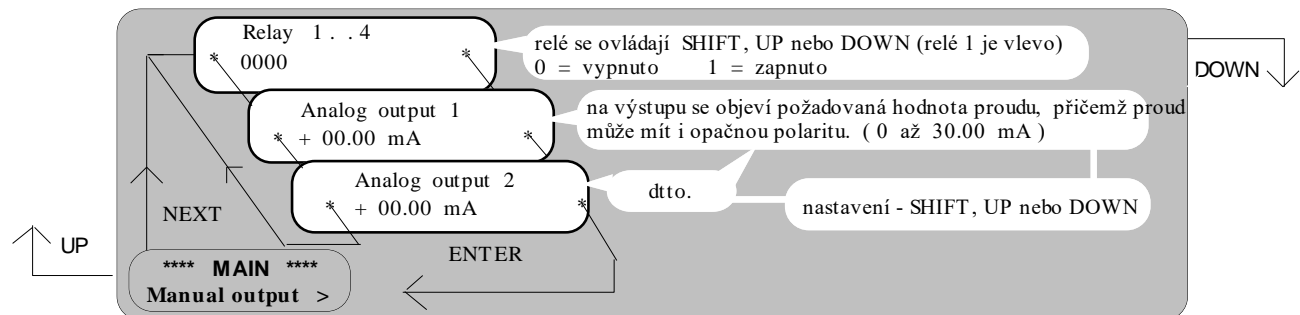 Relay 1 . . 4
* 0000 *
relé se ovládají SHIFT, UP nebo DOWN (relé 1 je vlevo)
0 = vypnuto 1 = zapnuto
DOWN
Analog output 1
* + 00.00 mA *
na výstupu se objeví požadovaná hodnota proudu, přičemž proud
může mít i opačnou polaritu. ( 0 až 30.00 mA )
Analog output 2
* + 00.00 mA *
dtto.
nastavení - SHIFT, UP nebo DOWN
NEXT
UP
ENTER
**** MAIN ****
Manual output >